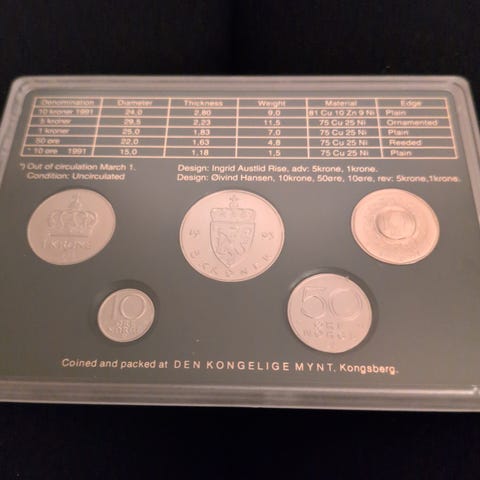 Denomination Diameter Thickness Weight Material Edge
10 kroner 1991 24,0 2,80 9,0 81 Cu 10 Zn 9 Ni Plain
5 kroner 29,5 2,23 11,5 75 Cu 25 Ni Ornamented
1 krone 25,0 1,83 7,0 75 Cu 25 Ni Plain
50 øre 22,0 1,63 4,8 75 Cu 25 Ni Reeded
* 10 øre 1991 15,0 1,18 1,5 75 Cu 25 Ni Plain
*) Out of circulation March 1. Design: Ingrid Austlid Rise, adv: 5krone, 1krone.
Condition: Uncirculated Design: Øivind Hansen, 10krone, 50øre, 10øre, rev: 5krone,1krone.
1 KRONE
19 63
5 KRONER
10
ØRE
NORGE
50
ØRE
NORGE
Coined and packed at DEN KONGELIGE MYNT, Kongsberg.